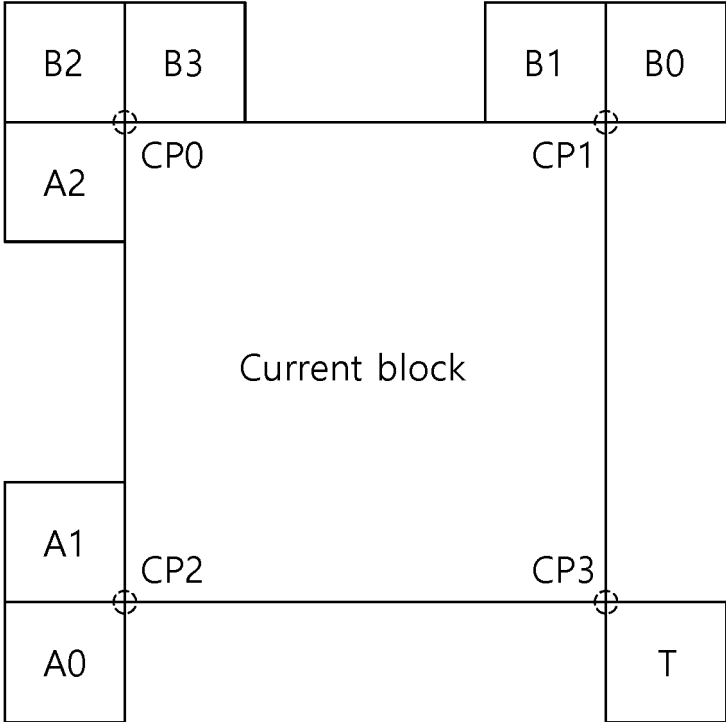 B2 B3 B1 B0
CP0 CP1
A2
Current block
A1
CP2 CP3
A0 T